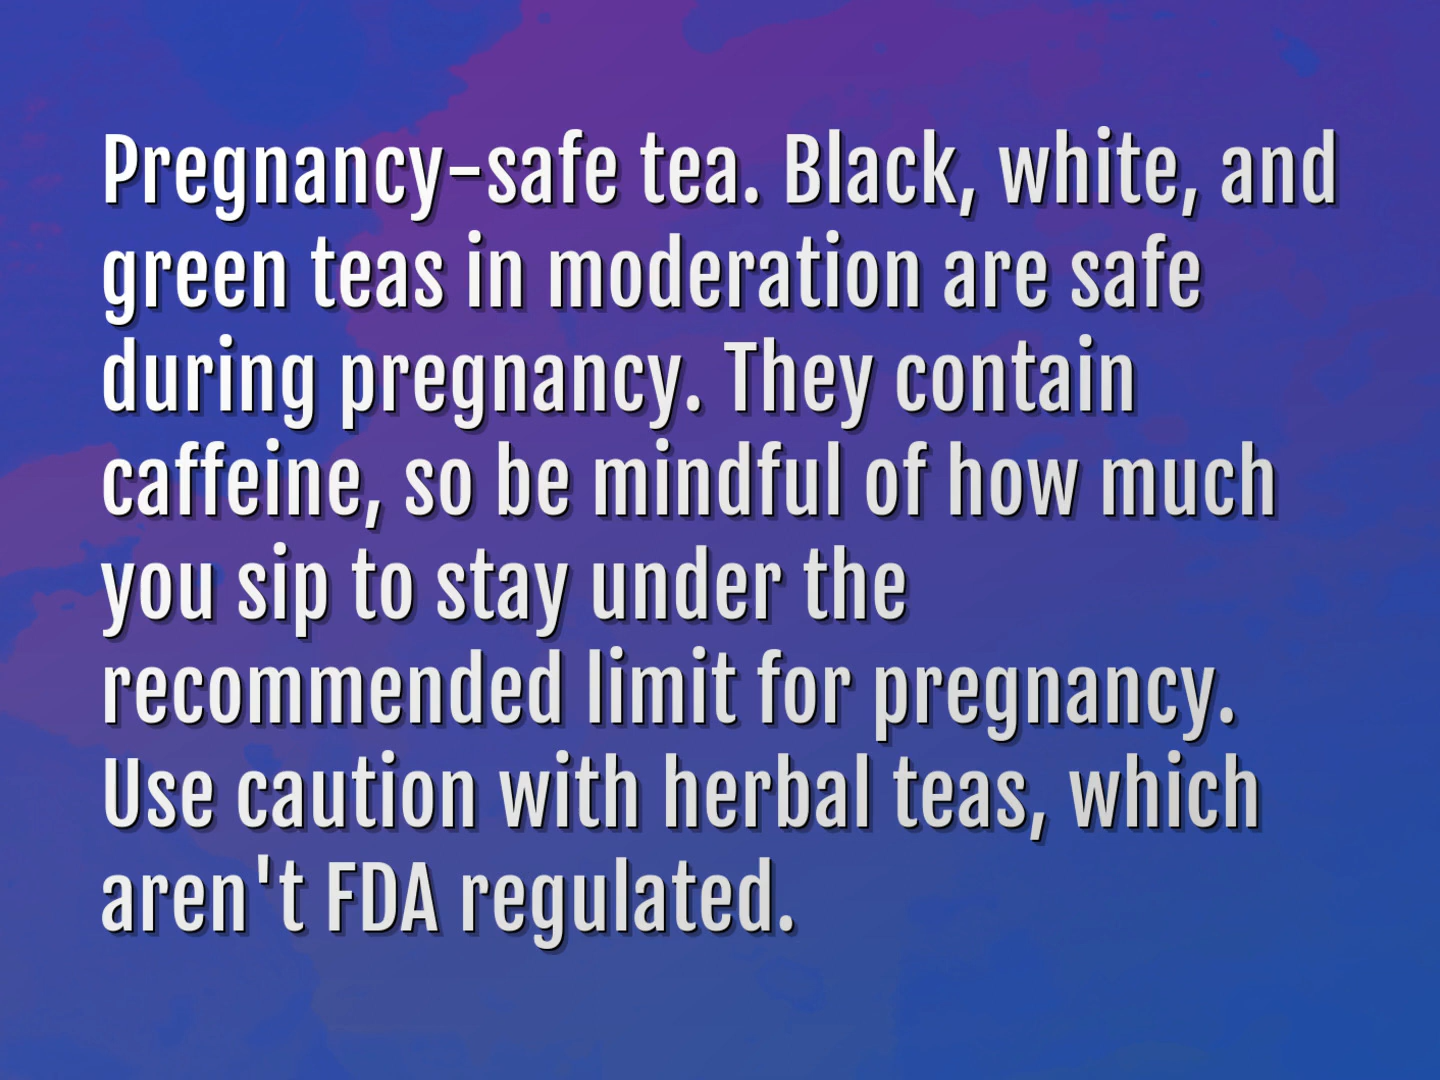 Pregnancy-safe tea. Black, white, and
green teas in moderation are safe
during pregnancy. They contain
caffeine, so be mindful of how much
you sip to stay under the
recommended limit for pregnancy.
Use caution with herbal teas, which
aren't FDA regulated.